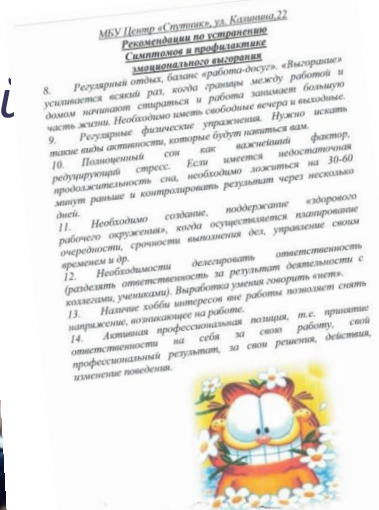 МБУ Центр «Спутник», ул. Калинина,22
Рекомендации по устранению
Симптомов и профилактике
эмоционального выгорания
8. Регулярный отдых, баланс «работа-досуг». «Выгорание»
усиливается всякий раз, когда границы между работой и
домом начинают стираться и работа занимает большую
часть жизни. Необходимо иметь свободные вечера и выходные.
9. Регулярные физические упражнения. Нужно искать
такие виды активности, которые будут нравиться вам.
10. Полноценный сон как важнейший фактор,
редуцирующий стресс. Если имеется недостаточная
продолжительность сна, необходимо ложиться на 30-60
минут раньше и контролировать результат через несколько
дней.
11. Необходимо создание, поддержание «здорового
рабочего окружения», когда осуществляется планирование
очередности, срочности выполнения дел, управление своим
временем и др.
12. Необходимости делегировать ответственность
(разделять ответственность за результат деятельности с
коллегами, учениками). Выработка умения говорить «нет».
13. Наличие хобби интересов вне работы позволяет снять
напряжение, возникающее на работе.
14. Активная профессиональная позиция, т.е. принятие
ответственности на себя за свою работу, свой
профессиональный результат, за свои решения, действия,
изменение поведения.